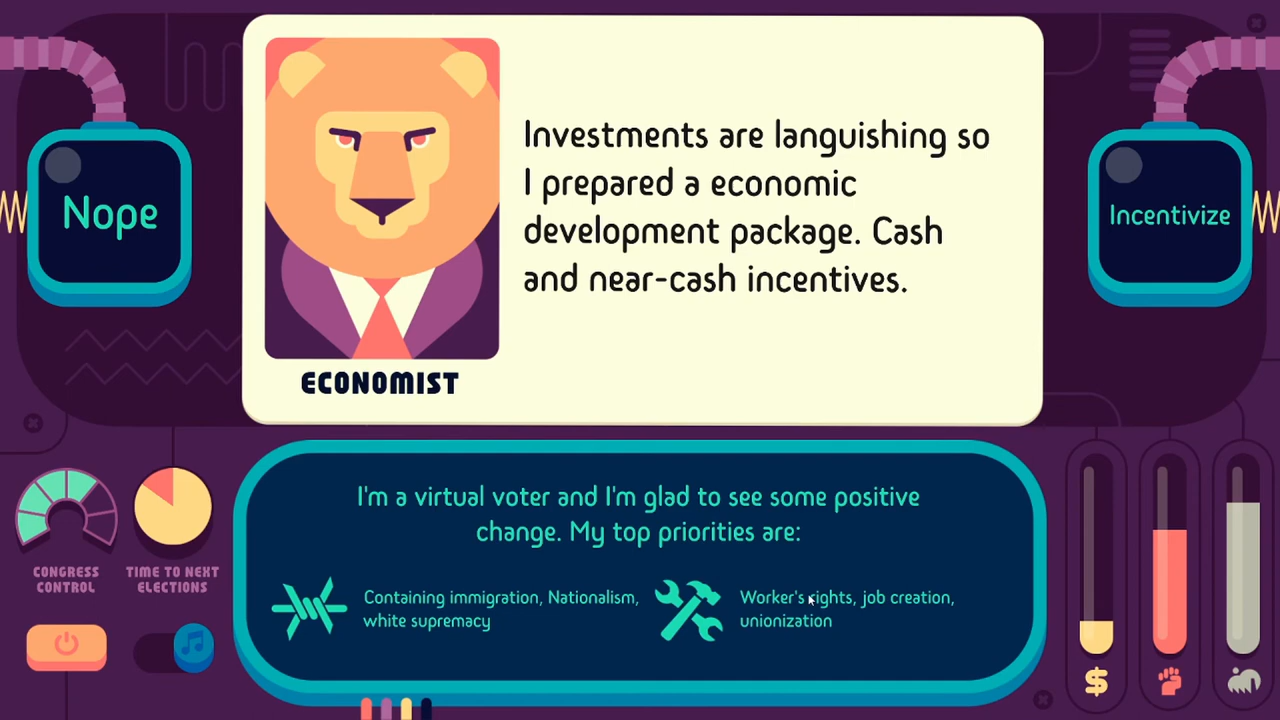 Nope
Investments are languishing so
I prepared a economic
development package. Cash
and near-cash incentives.
Incentivize
ECONOMIST
I'm a virtual voter and I'm glad to see some positive
change. My top priorities are:
Containing immigration, Nationalism,
white supremacy
Worker's rights, job creation,
unionization
CONGRESS
CONTROL
TIME TO NEXT
ELECTIONS
$